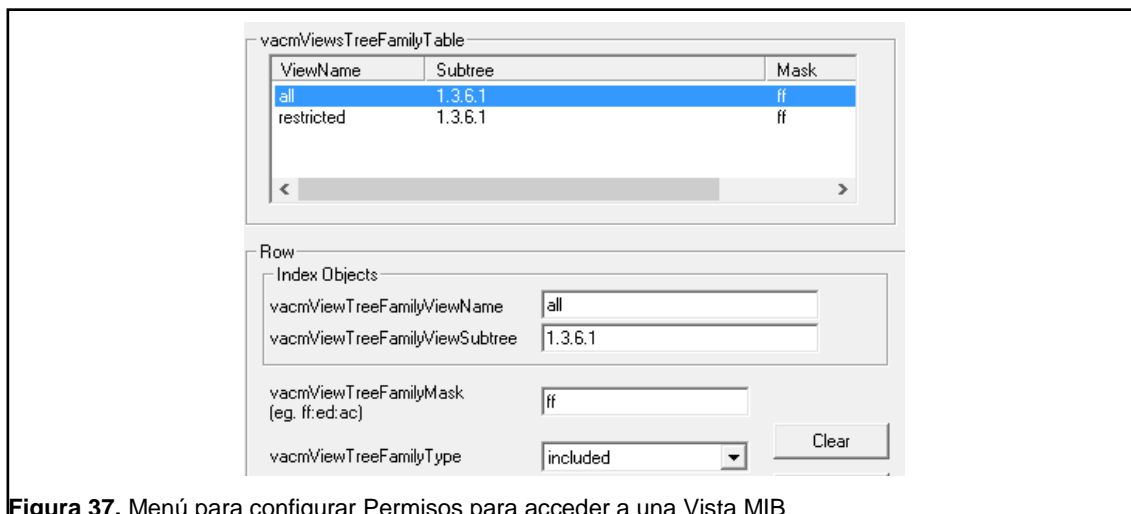 vacmViewsTreeFamilyTable
ViewName Subtree Mask
all 1.3.6.1 ff
restricted 1.3.6.1 ff
Row
Index Objects
vacmViewTreeFamilyViewName all
vacmViewTreeFamilyViewSubtree 1.3.6.1
vacmViewTreeFamilyMask ff
(eg. ff:ed:ac)
Clear
vacmViewTreeFamilyType included
Figura 37. Menú para configurar Permisos para acceder a una Vista MIB